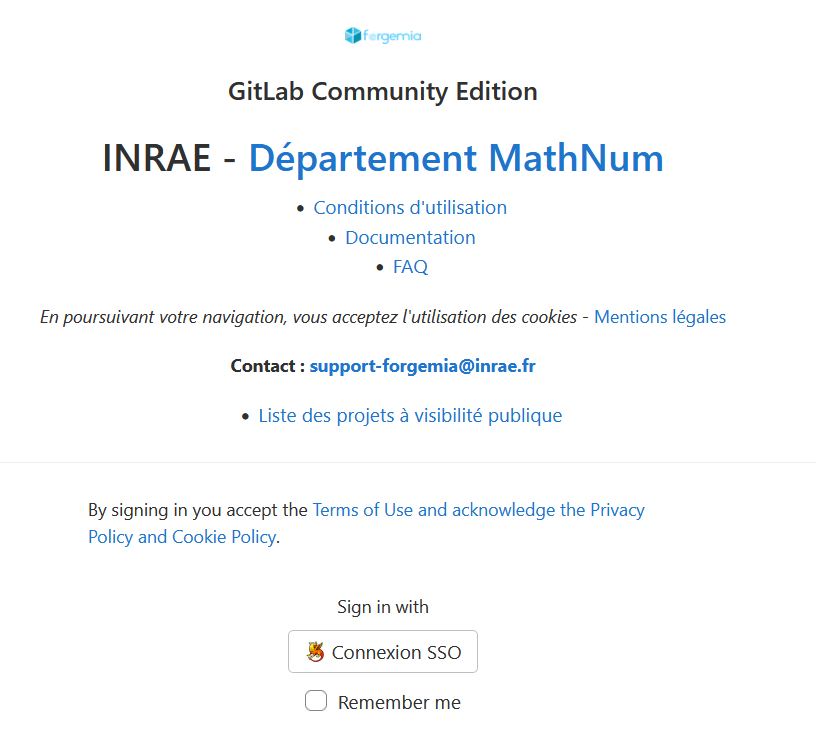 forgemia
GitLab Community Edition
INRAE - Département MathNum
• Conditions d'utilisation
• Documentation
• FAQ
En poursuivant votre navigation, vous acceptez l'utilisation des cookies - Mentions légales
Contact : support-forgemia@inrae.fr
• Liste des projets à visibilité publique
By signing in you accept the Terms of Use and acknowledge the Privacy
Policy and Cookie Policy.
Sign in with
Connexion SSO
Remember me